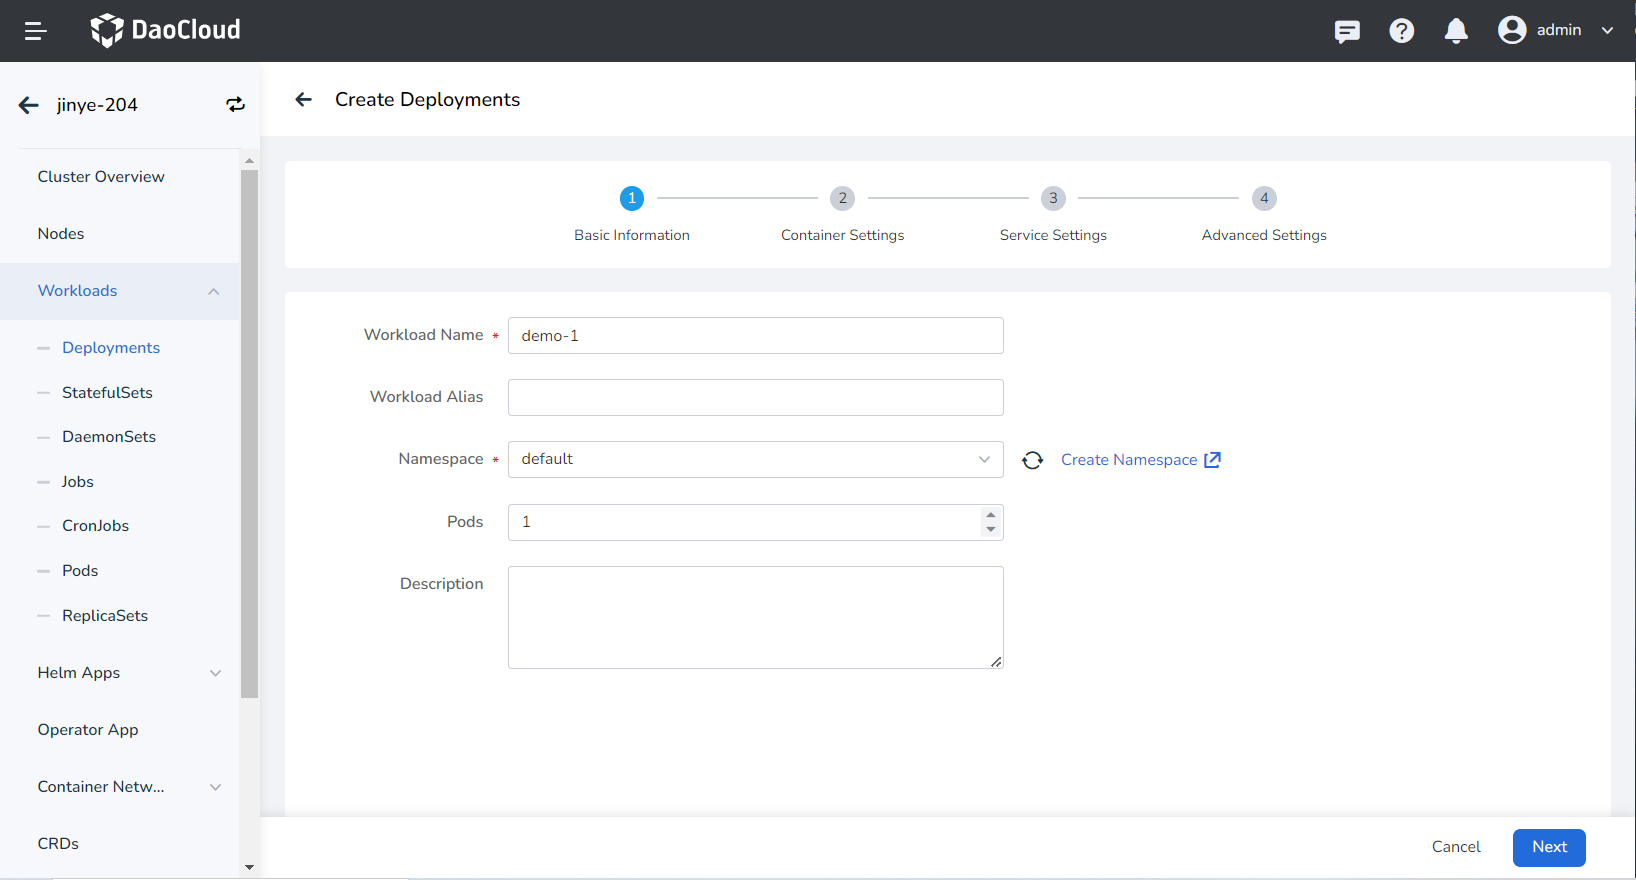 DaoCloud
admin
jinye-204
Create Deployments
Cluster Overview
Nodes
Workloads
Deployments
StatefulSets
DaemonSets
Jobs
CronJobs
Pods
ReplicaSets
Helm Apps
Operator App
Container Netw...
CRDs
1
2
3
4
Basic Information
Container Settings
Service Settings
Advanced Settings
Workload Name * demo-1
Workload Alias
Namespace * default Create Namespace
Pods 1
Description
Cancel
Next